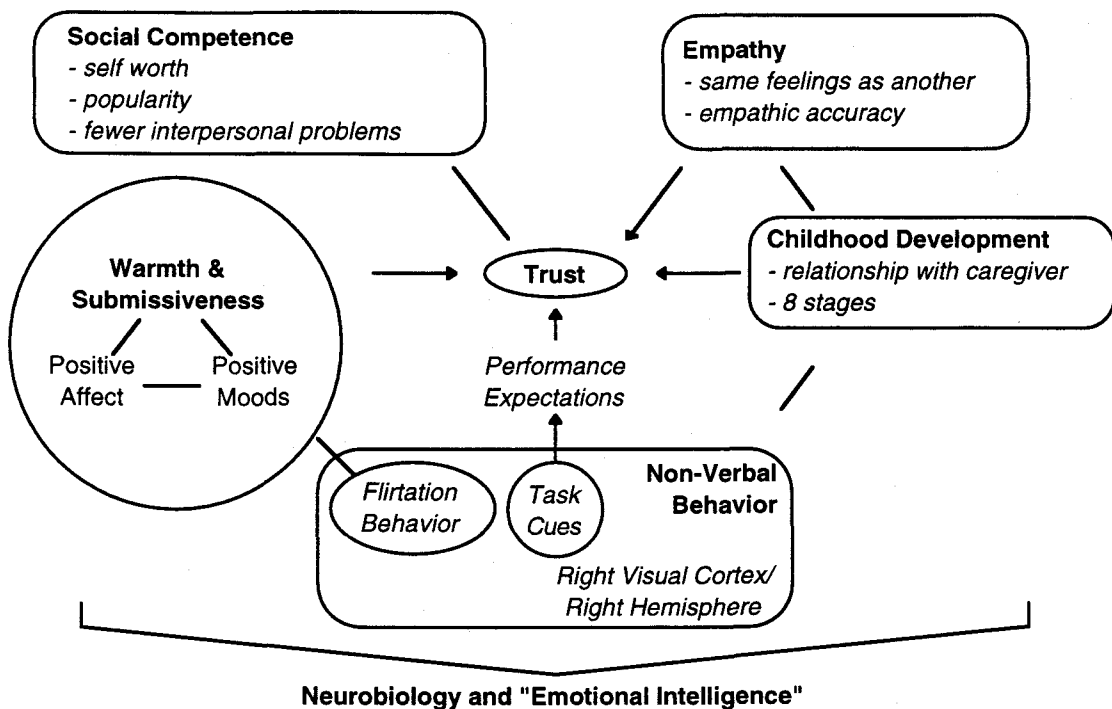 Social Competence
- self worth
- popularity
- fewer interpersonal problems
Empathy
- same feelings as another
- empathic accuracy
Childhood Development
- relationship with caregiver
- 8 stages
Warmth &
Submissiveness
Positive
Affect
Positive
Moods
Trust
Performance
Expectations
Non-Verbal
Behavior
Flirtation
Behavior
Task
Cues
Right Visual Cortex/
Right Hemisphere
Neurobiology and "Emotional Intelligence"